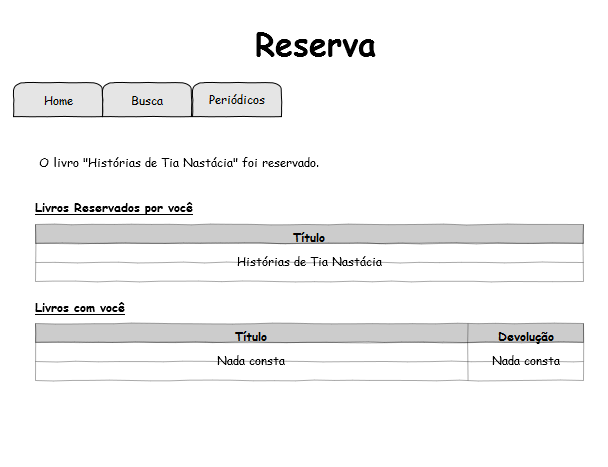 Reserva
Home Busca Periódicos
O livro "Histórias de Tia Nastácia" foi reservado.
Livros Reservados por você
Título
Histórias de Tia Nastácia
Livros com você
Título Devolução
Nada consta Nada consta